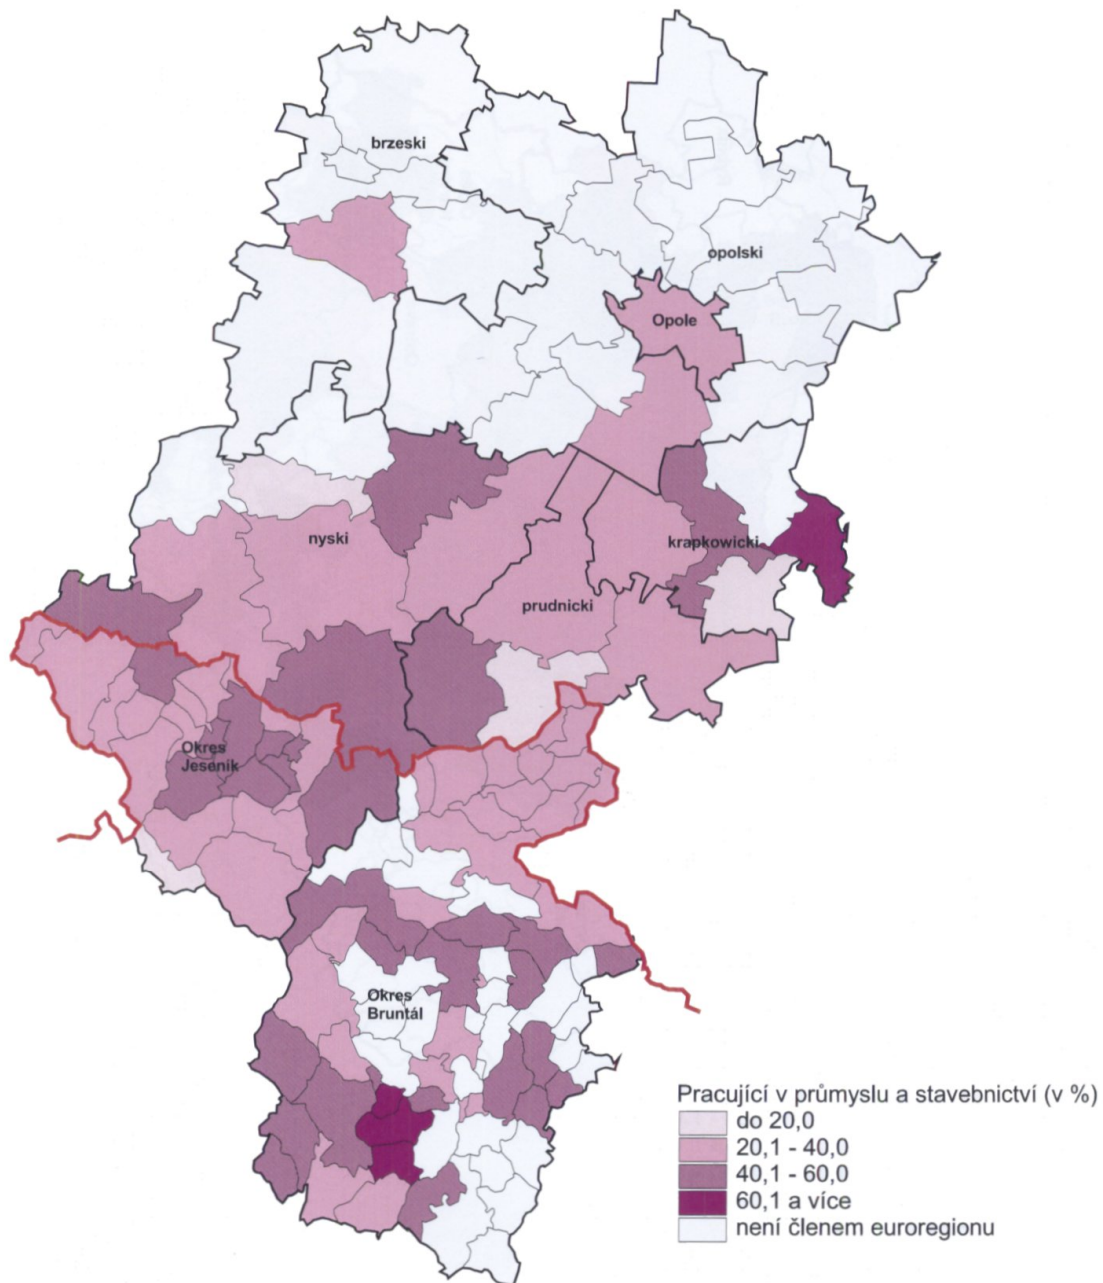 brzeski
opolski
Opole
nyski
krapkowicki
prudnicki
Okres
Jeseník
Okres
Bruntál
Pracující v průmyslu a stavebnictví (v %)
do 20,0
20,1 - 40,0
40,1 - 60,0
60,1 a více
není členem euroregionu